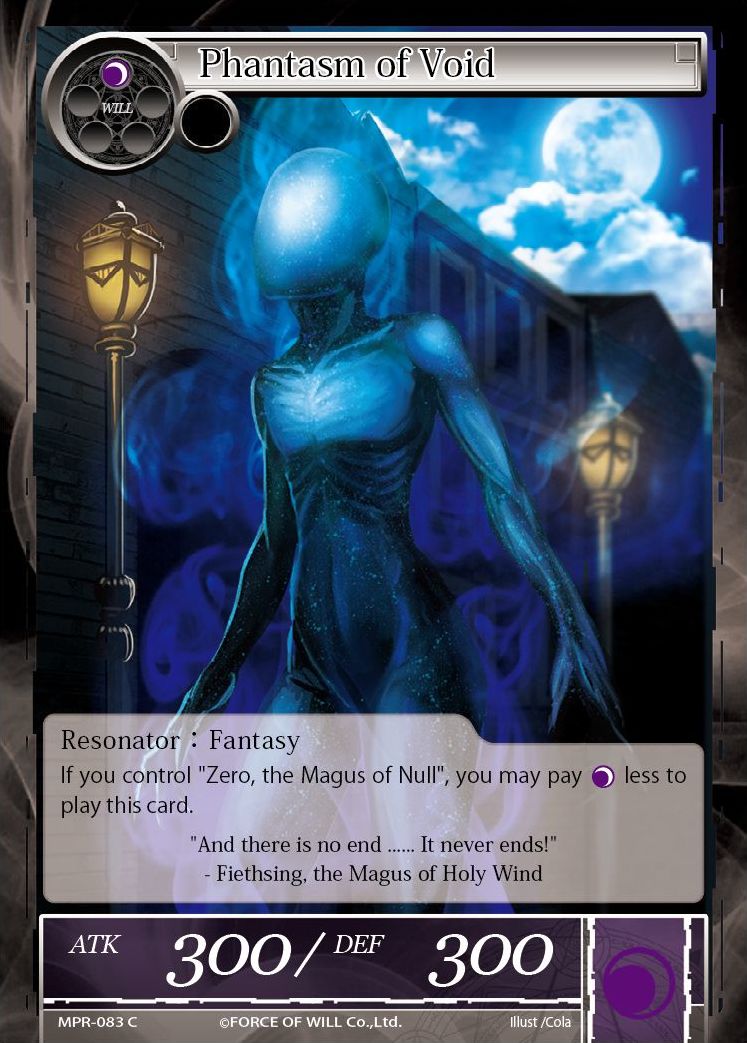 Phantasm of Void
WILL
Resonator : Fantasy
If you control "Zero, the Magus of Null", you may pay less to
play this card.
"And there is no end ...... It never ends!"
- Fiethsing, the Magus of Holy Wind
ATK 300 / DEF 300
MPR-083 C ©FORCE OF WILL Co.,Ltd. Illust /Cola